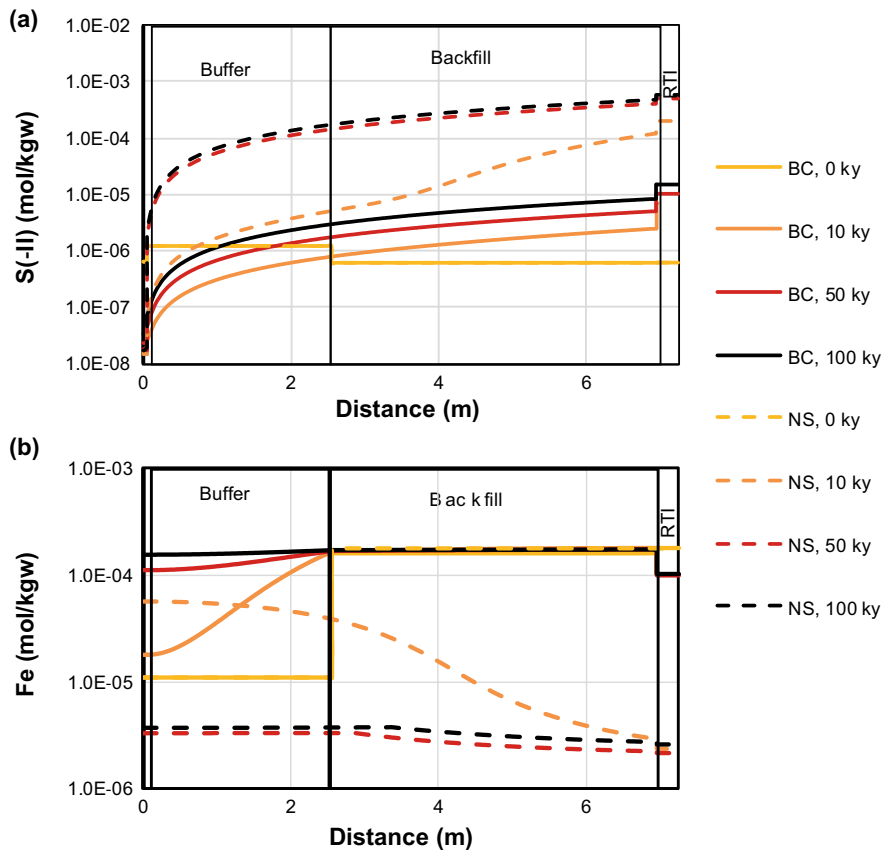 (a)
1.0E-02
1.0E-03
1.0E-04
1.0E-05
1.0E-06
1.0E-07
1.0E-08
S(-II) (mol/kgw)
Buffer
Backfill
RTI
0 2 4 6
Distance (m)
(b)
1.0E-03
1.0E-04
1.0E-05
1.0E-06
Fe (mol/kgw)
Buffer
Backfill
RTI
0 2 4 6
Distance (m)
BC, 0 ky
BC, 10 ky
BC, 50 ky
BC, 100 ky
NS, 0 ky
NS, 10 ky
NS, 50 ky
NS, 100 ky